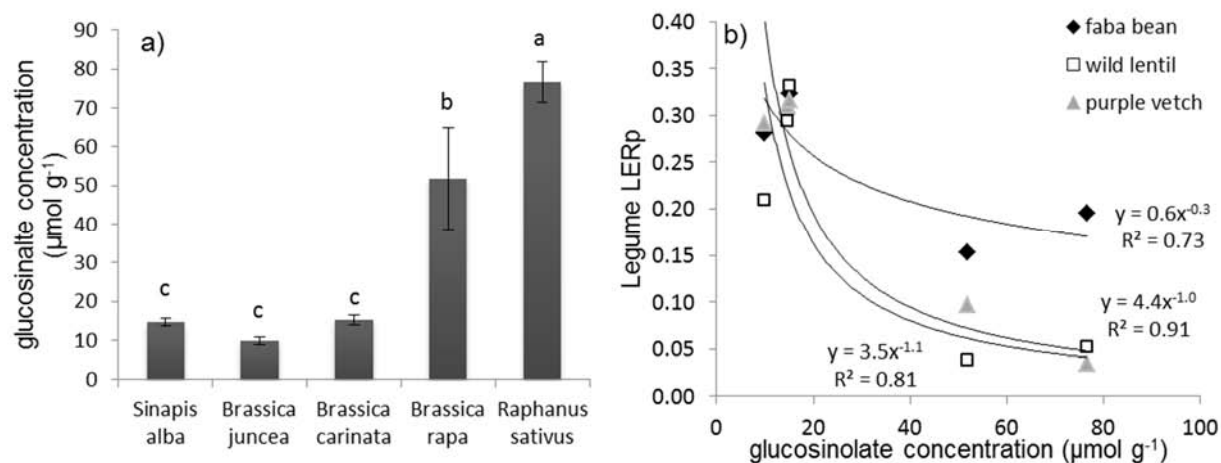 a)
glucosinalte concentration
(µmol g-1)
90
80
70
60
50
40
30
20
10
0
c
c
c
b
a
Sinapis alba
Brassica juncea
Brassica carinata
Brassica rapa
Raphanus sativus
b)
Legume LERp
0.40
0.35
0.30
0.25
0.20
0.15
0.10
0.05
0.00
faba bean
wild lentil
purple vetch
y = 0.6x-0.3
R² = 0.73
y = 4.4x-1.0
R² = 0.91
y = 3.5x-1.1
R² = 0.81
0 20 40 60 80 100
glucosinolate concentration (µmol g-1)